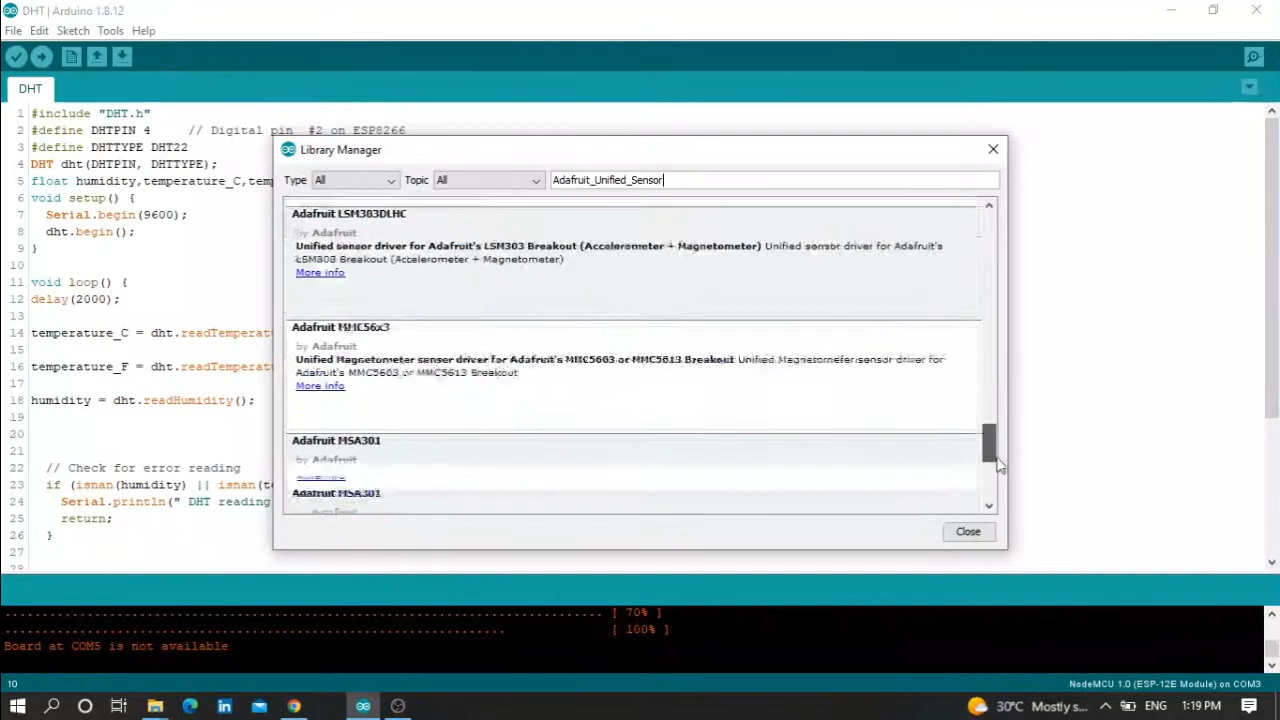 DHT | Arduino 1.8.12
File Edit Sketch Tools Help
DHT
1 #include "DHT.h"
2 #define DHTPIN 4 // Digital pin #2 on ESP8266
3 #define DHTTYPE DHT22
4 DHT dht(DHTPIN, DHTTYPE);
5 float humidity,temperature_C,temp
6 void setup() {
7 Serial.begin(9600);
8 dht.begin();
9 }
10
11 void loop() {
12 delay(2000);
13
14 temperature_C = dht.readTemperat
15
16 temperature_F = dht.readTemperat
17
18 humidity = dht.readHumidity();
19
20
21
22 // Check for error reading
23 if (isnan(humidity) || isnan(te
24 Serial.println(" DHT reading
25 return;
26 }
27
28
Library Manager
Type All Topic All Adafruit_Unified_Sensor
Adafruit LSM303DLHC
by Adafruit
Unified sensor driver for Adafruit's LSM303 Breakout (Accelerometer + Magnetometer) Unified sensor driver for Adafruit's
LSM303 Breakout (Accelerometer + Magnetometer)
More info
Adafruit MMC56x3
by Adafruit
Unified Magnetometer sensor driver for Adafruit's MMC5603 or MMC5613 Breakout Unified Magnetometer sensor driver for
Adafruit's MMC5603 or MMC5613 Breakout
More info
Adafruit MSA301
by Adafruit
Adafruit MSA301
Close
[ 70% ]
[ 100% ]
Board at COM5 is not available
10 NodeMCU 1.0 (ESP-12E Module) on COM3
30°C Mostly s... ENG 1:19 PM